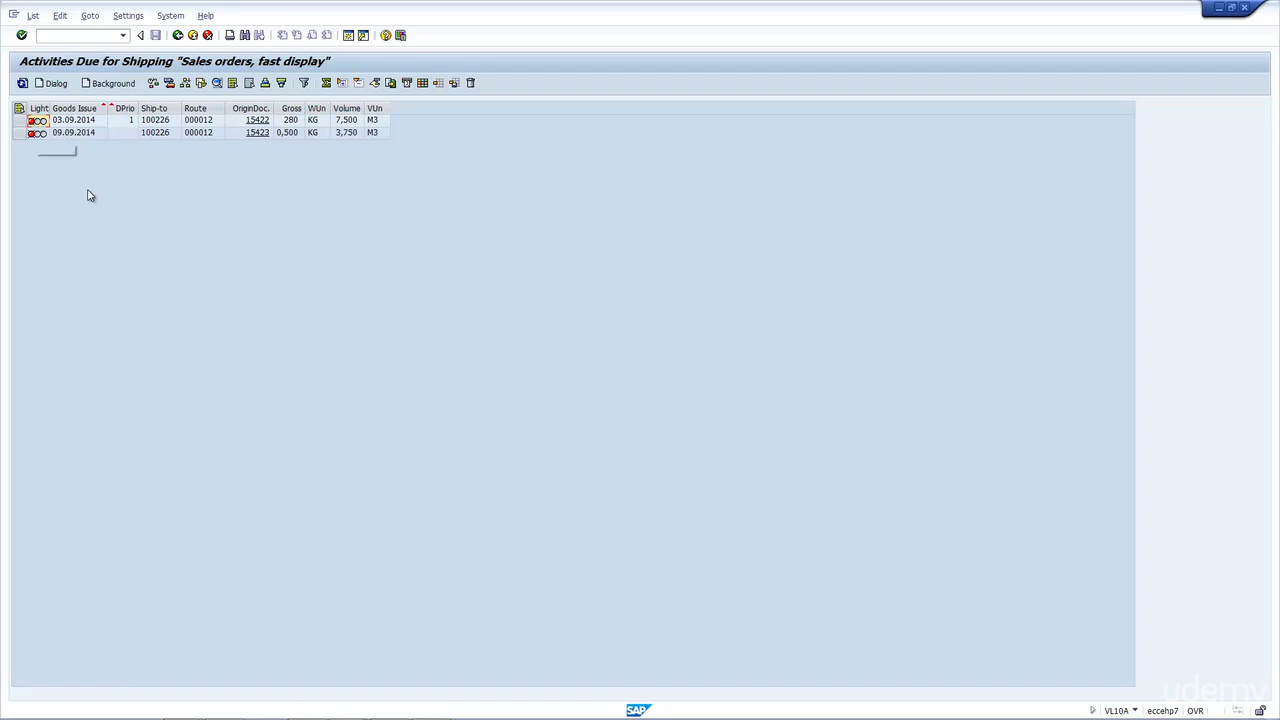 List Edit Goto Settings System Help
Activities Due for Shipping "Sales orders, fast display"
Dialog Background
Light Goods Issue DPrio Ship-to Route OriginDoc. Gross WUn Volume VUn
03.09.2014 1 100226 000012 15422 280 KG 7,500 M3
09.09.2014 100226 000012 15423 0,500 KG 3,750 M3
udemy
SAP VL10A eccehp7 OVR